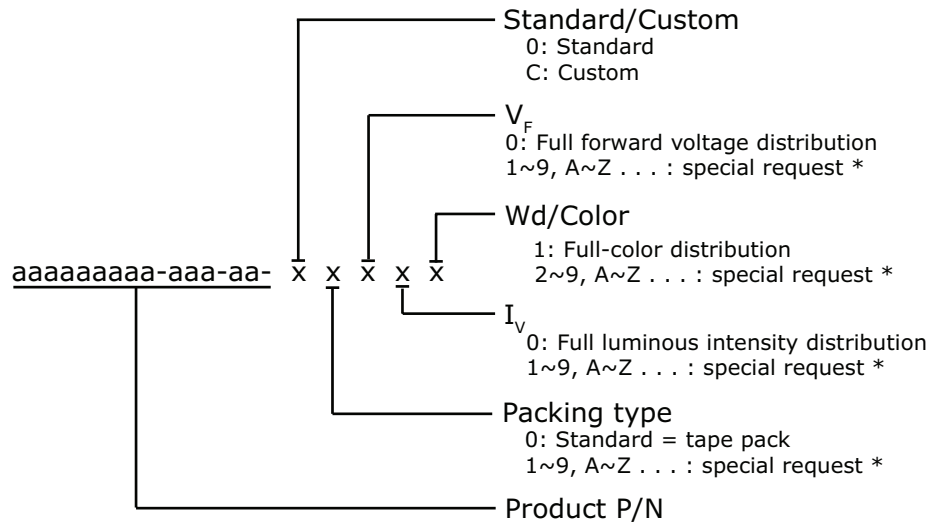 Standard/Custom
0: Standard
C: Custom
VF
0: Full forward voltage distribution
1~9, A~Z . . . : special request *
Wd/Color
1: Full-color distribution
2~9, A~Z . . . : special request *
aaaaaaaaa-aaa-aa- x x x x x
IV
0: Full luminous intensity distribution
1~9, A~Z . . . : special request *
Packing type
0: Standard = tape pack
1~9, A~Z . . . : special request *
Product P/N